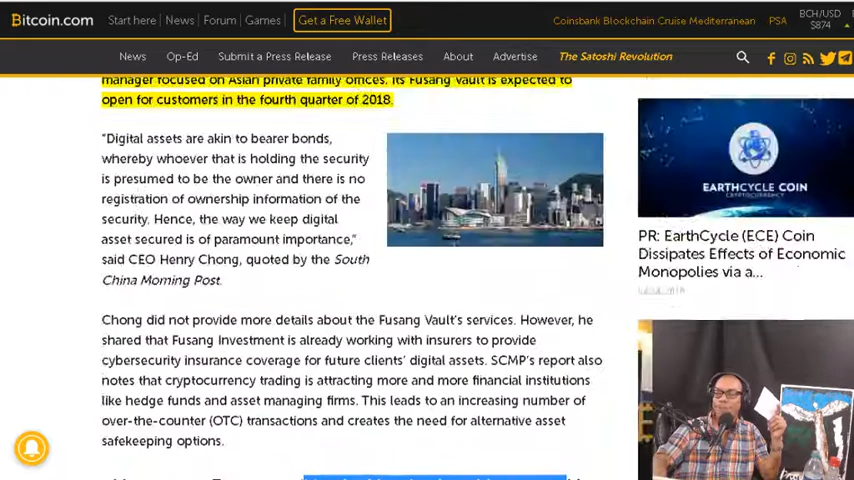 Bitcoin.com Start here News Forum Games Get a Free Wallet Coinsbank Blockchain Cruise Mediterranean PSA BCH/USD
$874
News Op-Ed Submit a Press Release Press Releases About Advertise The Satoshi Revolution
manager focused on Asian private family offices. Its Fusang Vault is expected to
open for customers in the fourth quarter of 2018.
"Digital assets are akin to bearer bonds,
whereby whoever that is holding the security
is presumed to be the owner and there is no
registration of ownership information of the
security. Hence, the way we keep digital
asset secured is of paramount importance,"
said CEO Henry Chong, quoted by the South
China Morning Post.
Chong did not provide more details about the Fusang Vault's services. However, he
shared that Fusang Investment is already working with insurers to provide
cybersecurity insurance coverage for future clients' digital assets. SCMP's report also
notes that cryptocurrency trading is attracting more and more financial institutions
like hedge funds and asset managing firms. This leads to an increasing number of
over-the-counter (OTC) transactions and creates the need for alternative asset
safekeeping options.
EARTHCYCLE COIN
CRYPTOCURRENCY
PR: EarthCycle (ECE) Coin
Dissipates Effects of Economic
Monopolies via a...